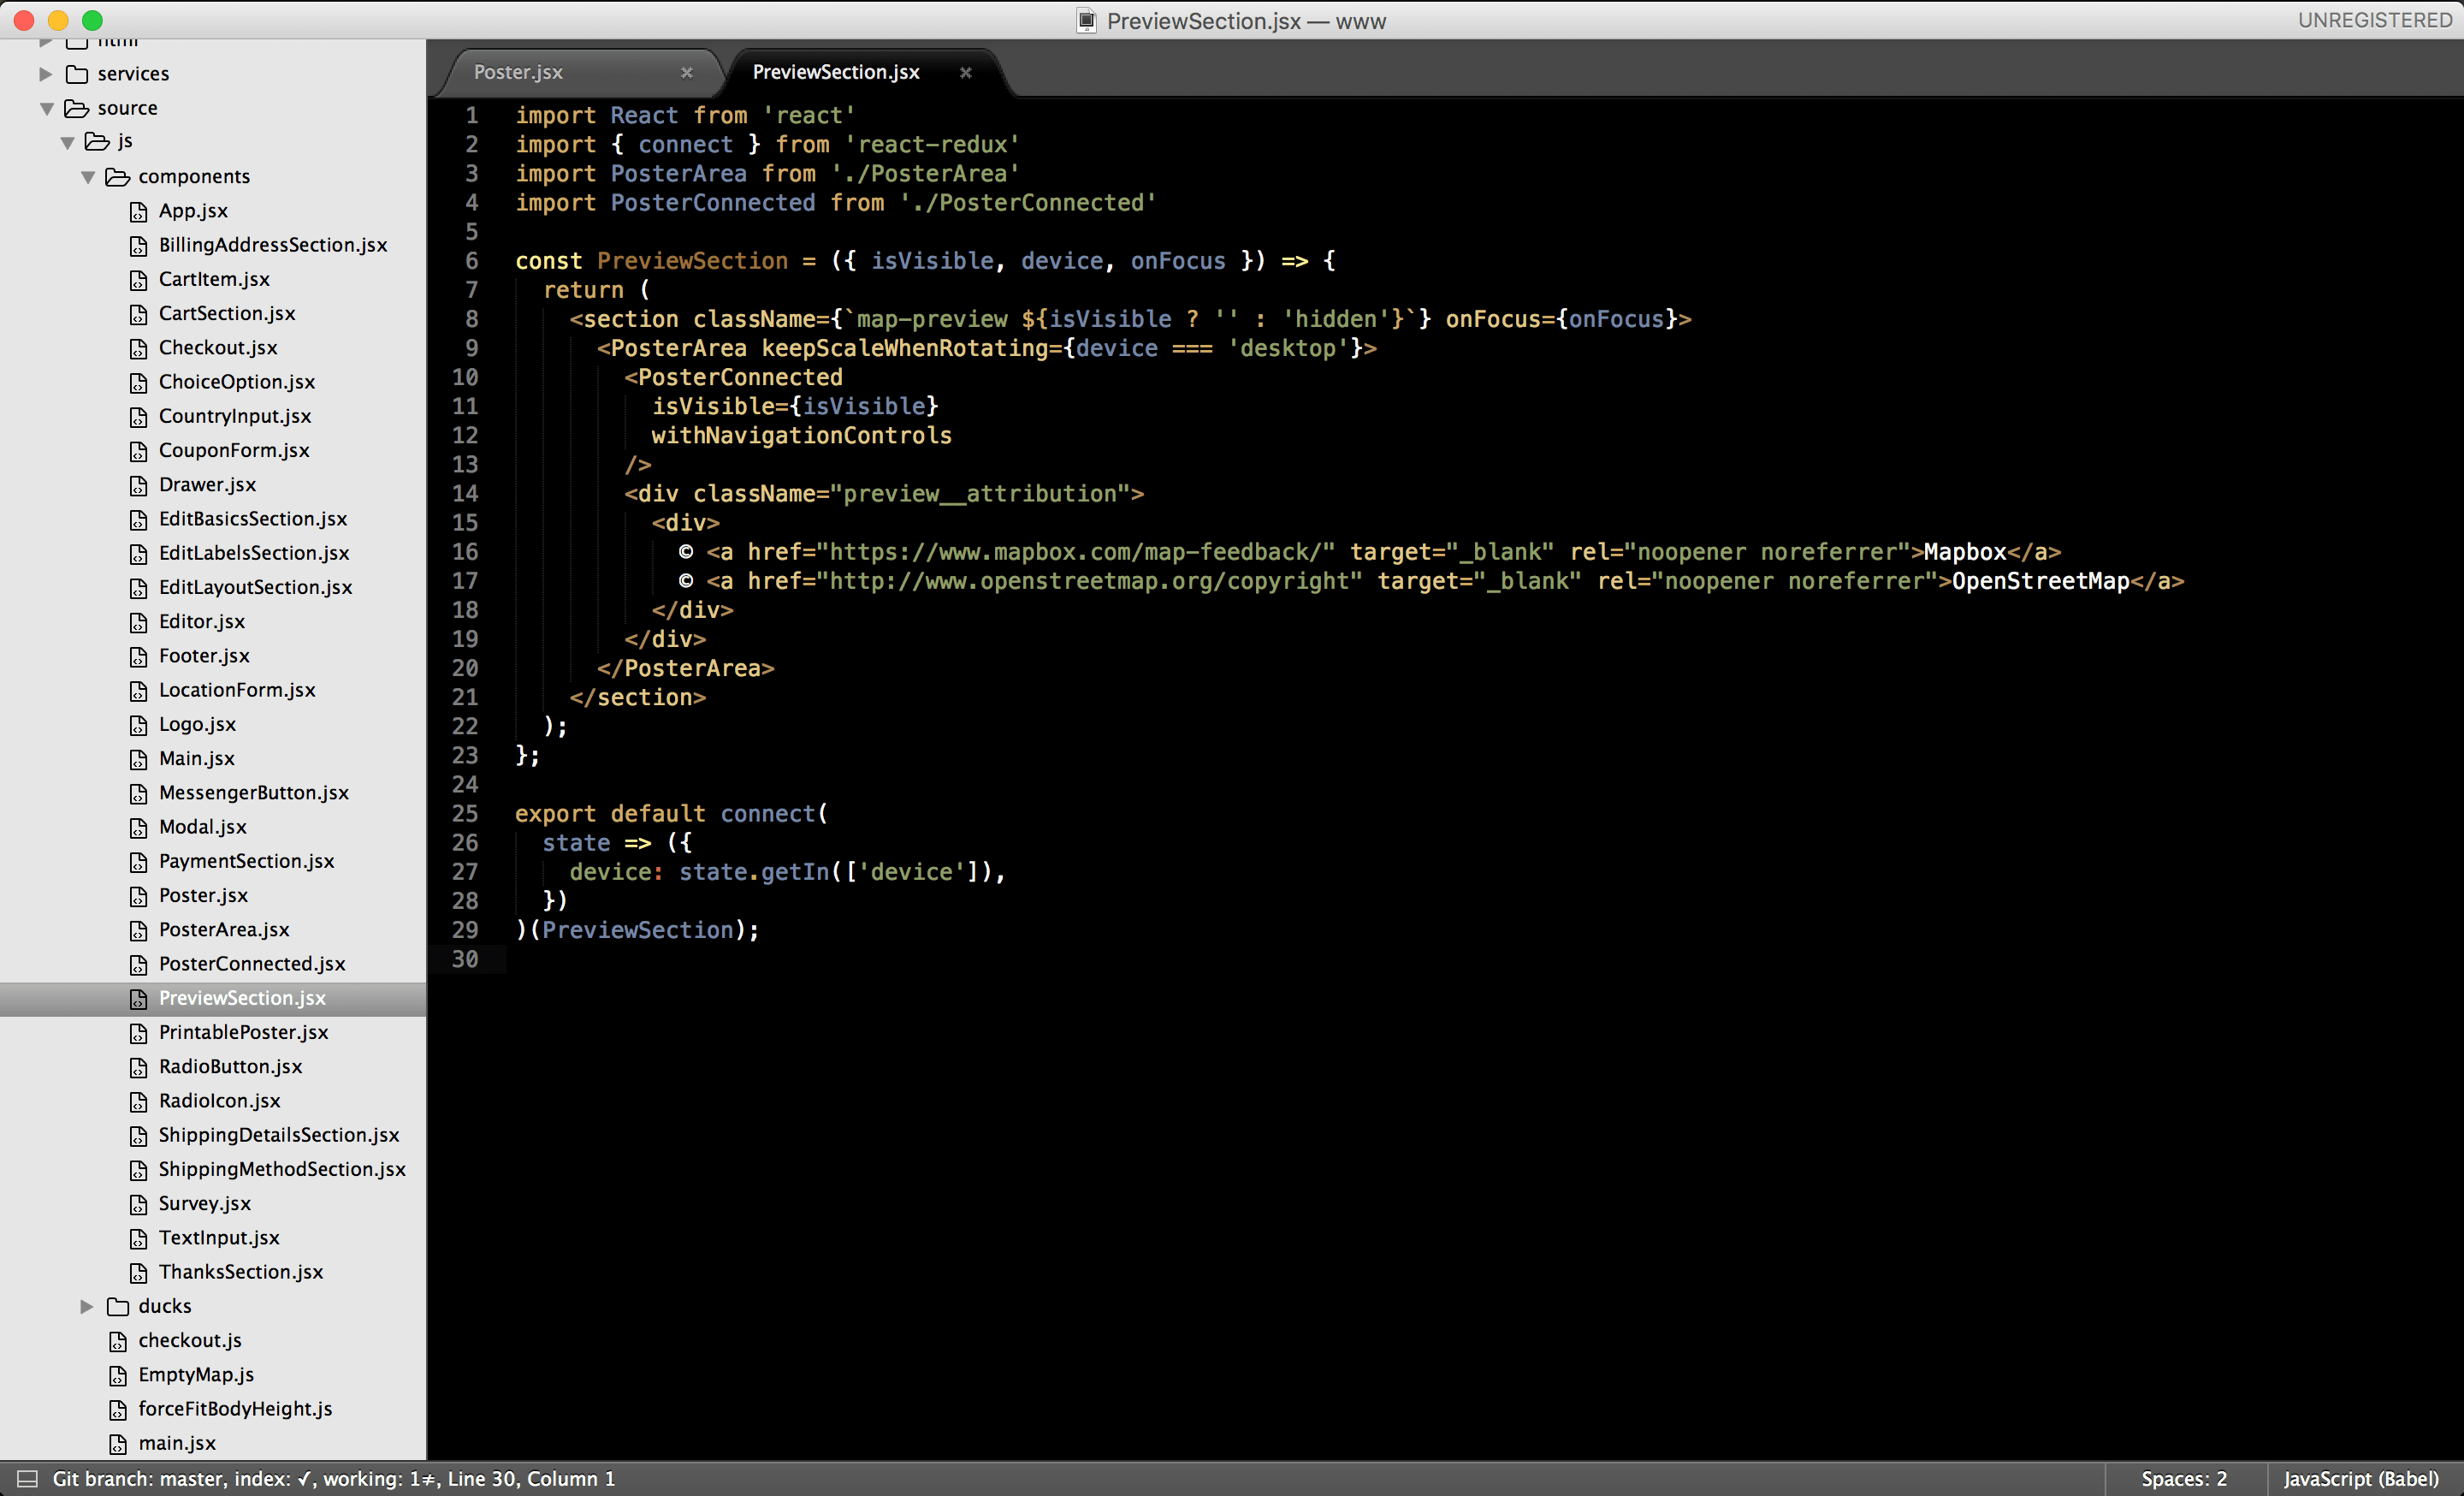 PreviewSection.jsx — www
UNREGISTERED
html
services
source
js
components
App.jsx
BillingAddressSection.jsx
CartItem.jsx
CartSection.jsx
Checkout.jsx
ChoiceOption.jsx
CountryInput.jsx
CouponForm.jsx
Drawer.jsx
EditBasicsSection.jsx
EditLabelsSection.jsx
EditLayoutSection.jsx
Editor.jsx
Footer.jsx
LocationForm.jsx
Logo.jsx
Main.jsx
MessengerButton.jsx
Modal.jsx
PaymentSection.jsx
Poster.jsx
PosterArea.jsx
PosterConnected.jsx
PreviewSection.jsx
PrintablePoster.jsx
RadioButton.jsx
RadioIcon.jsx
ShippingDetailsSection.jsx
ShippingMethodSection.jsx
Survey.jsx
TextInput.jsx
ThanksSection.jsx
ducks
checkout.js
EmptyMap.js
forceFitBodyHeight.js
main.jsx
Poster.jsx × PreviewSection.jsx ×
1 import React from 'react'
2 import { connect } from 'react-redux'
3 import PosterArea from './PosterArea'
4 import PosterConnected from './PosterConnected'
5
6 const PreviewSection = ({ isVisible, device, onFocus }) => {
7   return (
8     <section className={`map-preview ${isVisible ? '' : 'hidden'}`} onFocus={onFocus}>
9       <PosterArea keepScaleWhenRotating={device === 'desktop'}>
10         <PosterConnected
11           isVisible={isVisible}
12           withNavigationControls
13         />
14         <div className="preview__attribution">
15           <div>
16             © <a href="https://www.mapbox.com/map-feedback/" target="_blank" rel="noopener noreferrer">Mapbox</a>
17             © <a href="http://www.openstreetmap.org/copyright" target="_blank" rel="noopener noreferrer">OpenStreetMap</a>
18           </div>
19         </div>
20       </PosterArea>
21     </section>
22   );
23 };
24
25 export default connect(
26   state => ({
27     device: state.getIn(['device']),
28   })
29 )(PreviewSection);
30
Git branch: master, index: ✓, working: 1≠, Line 30, Column 1
Spaces: 2
JavaScript (Babel)